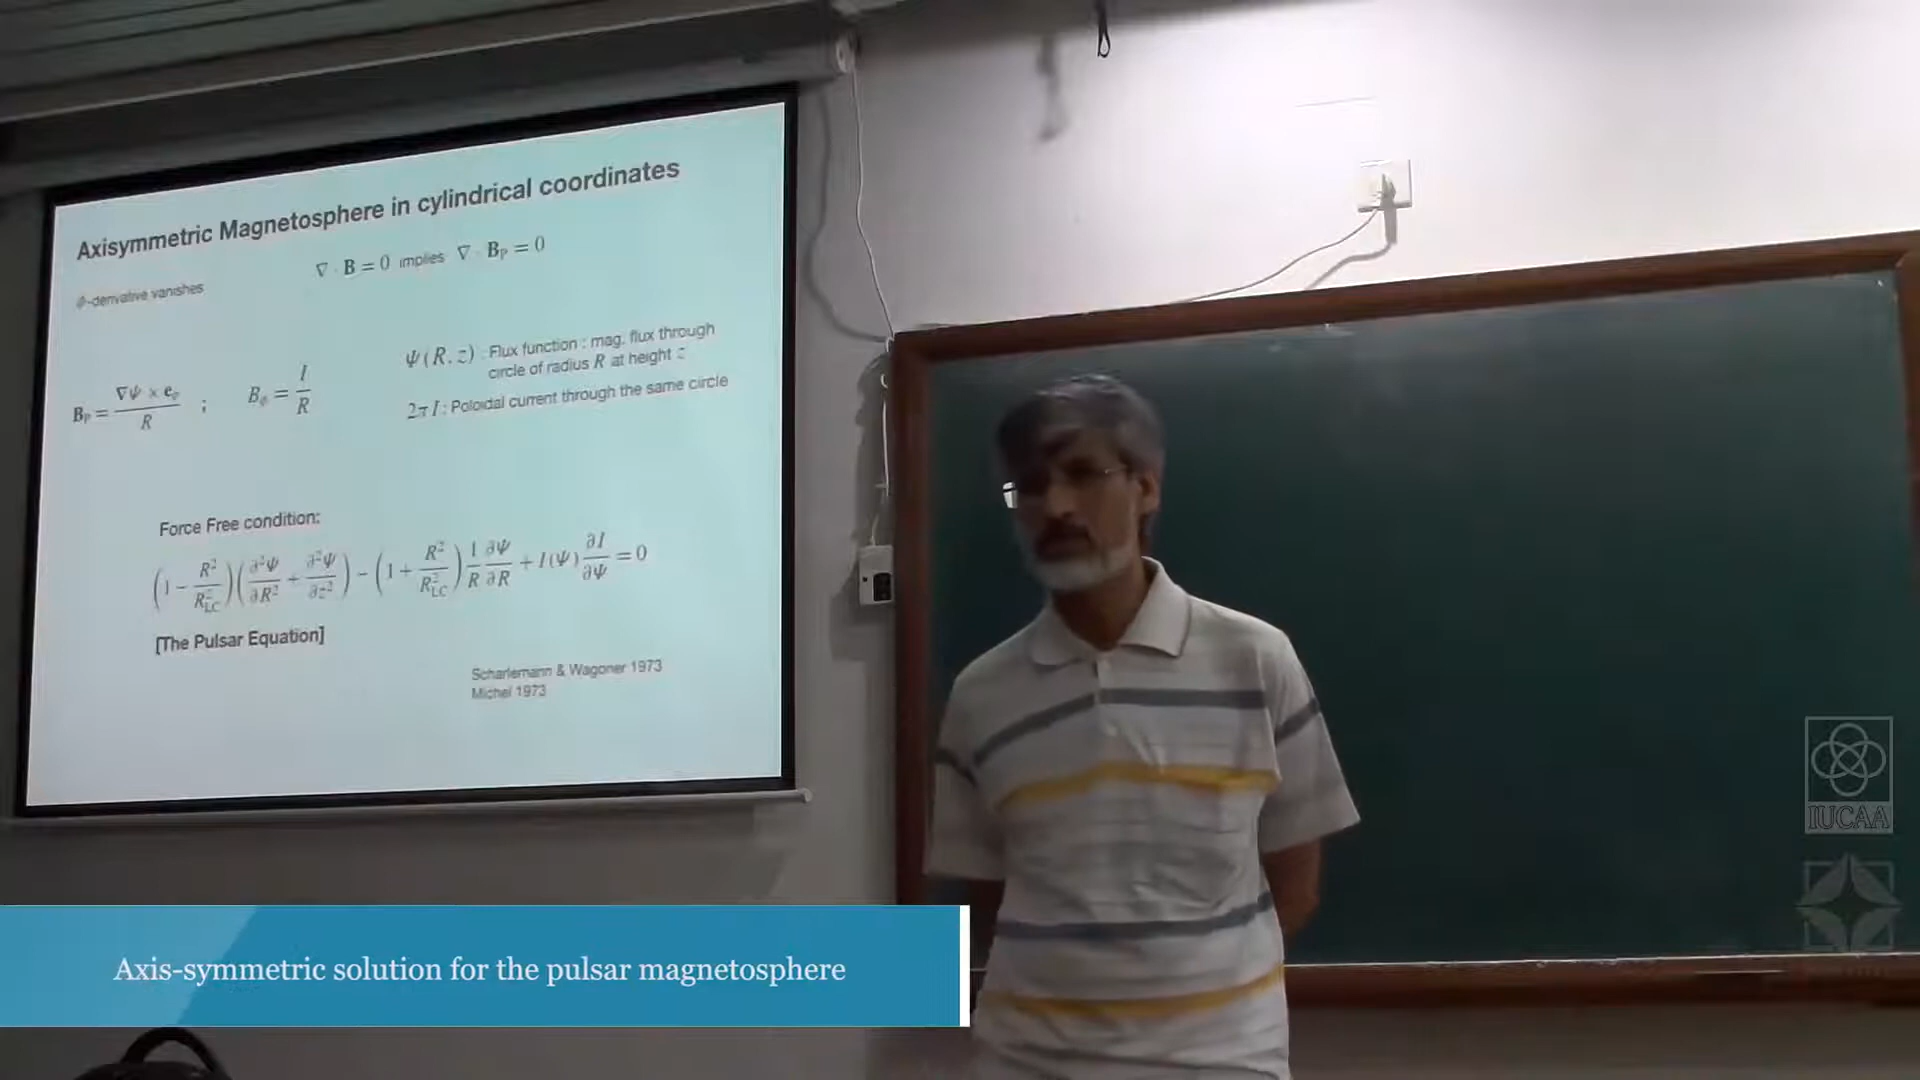 Axisymmetric Magnetosphere in cylindrical coordinates
∇ · B = 0 implies ∇ · B_P = 0
ϕ-derivative vanishes
B_P = ∇Ψ × e_φ / R ; B_φ = I / R
Ψ(R, z) : Flux function : mag. flux through
circle of radius R at height z
2π I : Poloidal current through the same circle
Force Free condition:
(1 − R²/R²_LC) (∂²Ψ/∂R² + ∂²Ψ/∂z²) − (1 + R²/R²_LC) 1/R ∂Ψ/∂R + I(Ψ) ∂I/∂Ψ = 0
[The Pulsar Equation]
Scharlemann & Wagoner 1973
Michel 1973
IUCAA
Axis-symmetric solution for the pulsar magnetosphere